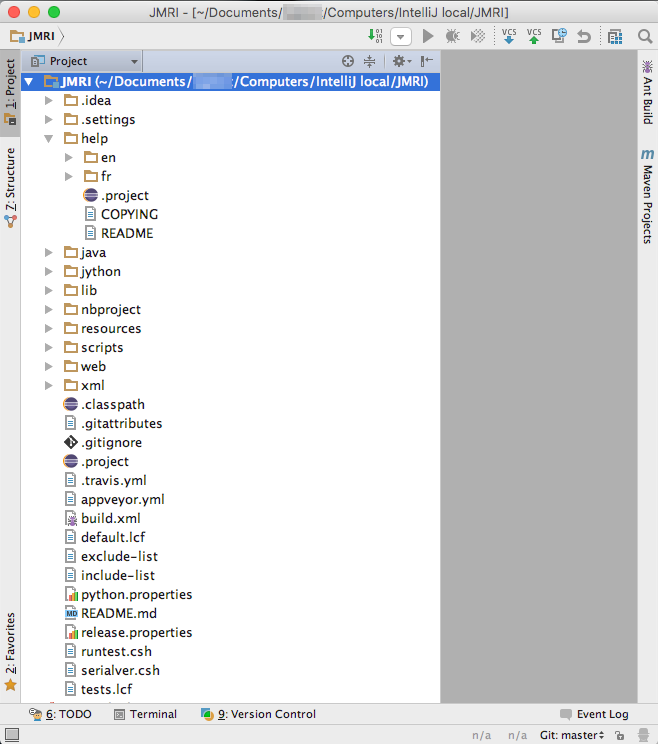 JMRI - [~/Documents/ /Computers/IntelliJ local/JMRI]
JMRI
VCS VCS
1: Project
Project
JMRI (~/Documents/ /Computers/IntelliJ local/JMRI)
.idea
.settings
help
en
fr
.project
COPYING
README
java
jython
lib
nbproject
resources
scripts
web
xml
.classpath
.gitattributes
.gitignore
.project
.travis.yml
appveyor.yml
build.xml
default.lcf
exclude-list
include-list
python.properties
MD README.md
release.properties
runtest.csh
serialver.csh
tests.lcf
7: Structure
2: Favorites
Ant Build
m Maven Projects
6: TODO Terminal 9: Version Control Event Log
n/a n/a Git: master